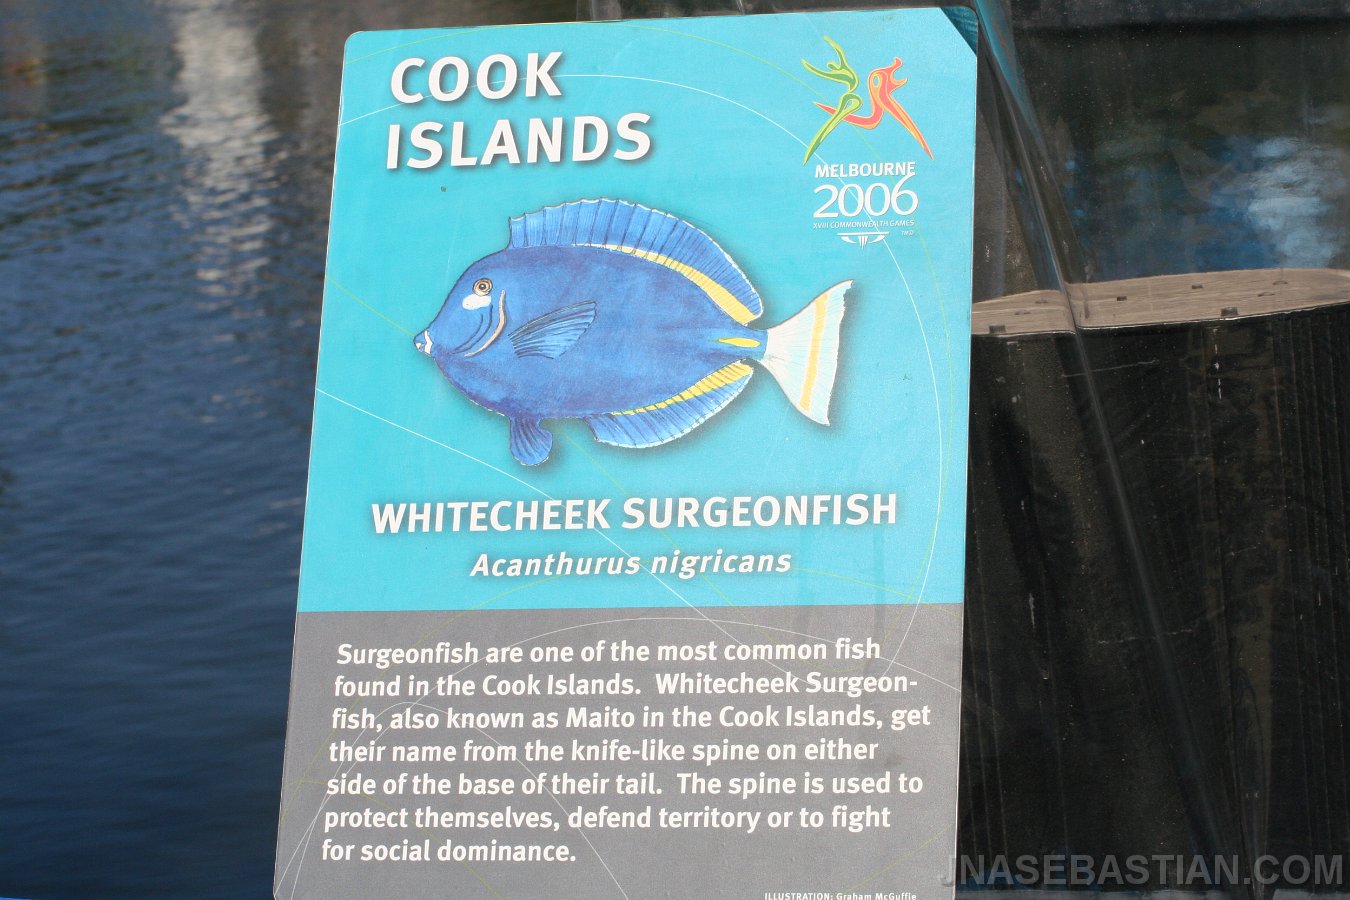 COOK
ISLANDS
MELBOURNE
2006
XVIII COMMONWEALTH GAMES
WHITECHEEK SURGEONFISH
Acanthurus nigricans
Surgeonfish are one of the most common fish
found in the Cook Islands. Whitecheek Surgeon-
fish, also known as Maito in the Cook Islands, get
their name from the knife-like spine on either
side of the base of their tail. The spine is used to
protect themselves, defend territory or to fight
for social dominance.
ILLUSTRATION: Graham McGuffie
JNASEBASTIAN.COM